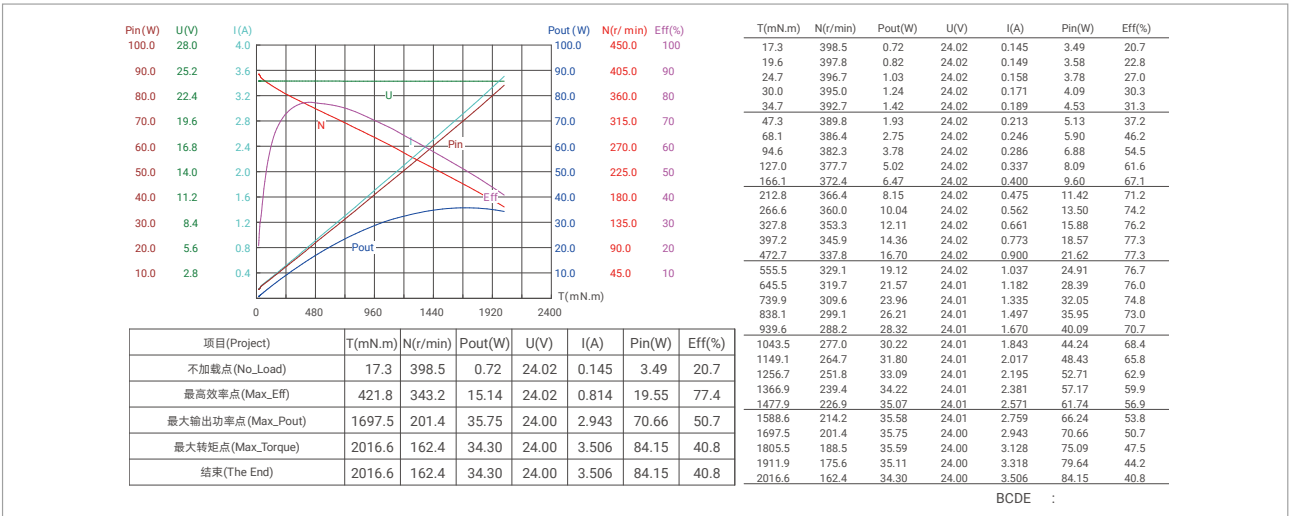 Pin(W) U(V) I(A) Pout (W) N(r/ min) Eff(%)
100.0 28.0 4.0 100.0 450.0 100
90.0 25.2 3.6 90.0 405.0 90
80.0 22.4 3.2 U 80.0 360.0 80
70.0 19.6 2.8 N 70.0 315.0 70
60.0 16.8 2.4 I Pin 60.0 270.0 60
50.0 14.0 2.0 50.0 225.0 50
40.0 11.2 1.6 Eff 40.0 180.0 40
30.0 8.4 1.2 30.0 135.0 30
20.0 5.6 0.8 Pout 20.0 90.0 20
10.0 2.8 0.4 10.0 45.0 10
T(mN.m)
0 480 960 1440 1920 2400
项目(Project) T(mN.m) N(r/min) Pout(W) U(V) I(A) Pin(W) Eff(%)
不加载点(No_Load) 17.3 398.5 0.72 24.02 0.145 3.49 20.7
最高效率点(Max_Eff) 421.8 343.2 15.14 24.02 0.814 19.55 77.4
最大输出功率点(Max_Pout) 1697.5 201.4 35.75 24.00 2.943 70.66 50.7
最大转矩点(Max_Torque) 2016.6 162.4 34.30 24.00 3.506 84.15 40.8
结束(The End) 2016.6 162.4 34.30 24.00 3.506 84.15 40.8
T(mN.m) N(r/min) Pout(W) U(V) I(A) Pin(W) Eff(%)
17.3 398.5 0.72 24.02 0.145 3.49 20.7
19.6 397.8 0.82 24.02 0.149 3.58 22.8
24.7 396.7 1.03 24.02 0.158 3.78 27.0
30.0 395.0 1.24 24.02 0.171 4.09 30.3
34.7 392.7 1.42 24.02 0.189 4.53 31.3
47.3 389.8 1.93 24.02 0.213 5.13 37.2
68.1 386.4 2.75 24.02 0.246 5.90 46.2
94.6 382.3 3.78 24.02 0.286 6.88 54.5
127.0 377.7 5.02 24.02 0.337 8.09 61.6
166.1 372.4 6.47 24.02 0.400 9.60 67.1
212.8 366.4 8.15 24.02 0.475 11.42 71.2
266.6 360.0 10.04 24.02 0.562 13.50 74.2
327.8 353.3 12.11 24.02 0.661 15.88 76.2
397.2 345.9 14.36 24.02 0.773 18.57 77.3
472.7 337.8 16.70 24.02 0.900 21.62 77.3
555.5 329.1 19.12 24.02 1.037 24.91 76.7
645.5 319.7 21.57 24.01 1.182 28.39 76.0
739.9 309.6 23.96 24.01 1.335 32.05 74.8
838.1 299.1 26.21 24.01 1.497 35.95 73.0
939.6 288.2 28.32 24.01 1.670 40.09 70.7
1043.5 277.0 30.22 24.01 1.843 44.24 68.4
1149.1 264.7 31.80 24.01 2.017 48.43 65.8
1256.7 251.8 33.09 24.01 2.195 52.71 62.9
1366.9 239.4 34.22 24.01 2.381 57.17 59.9
1477.9 226.9 35.07 24.01 2.571 61.74 56.9
1588.6 214.2 35.58 24.01 2.759 66.24 53.8
1697.5 201.4 35.75 24.00 2.943 70.66 50.7
1805.5 188.5 35.59 24.00 3.128 75.09 47.5
1911.9 175.6 35.11 24.00 3.318 79.64 44.2
2016.6 162.4 34.30 24.00 3.506 84.15 40.8
BCDE :